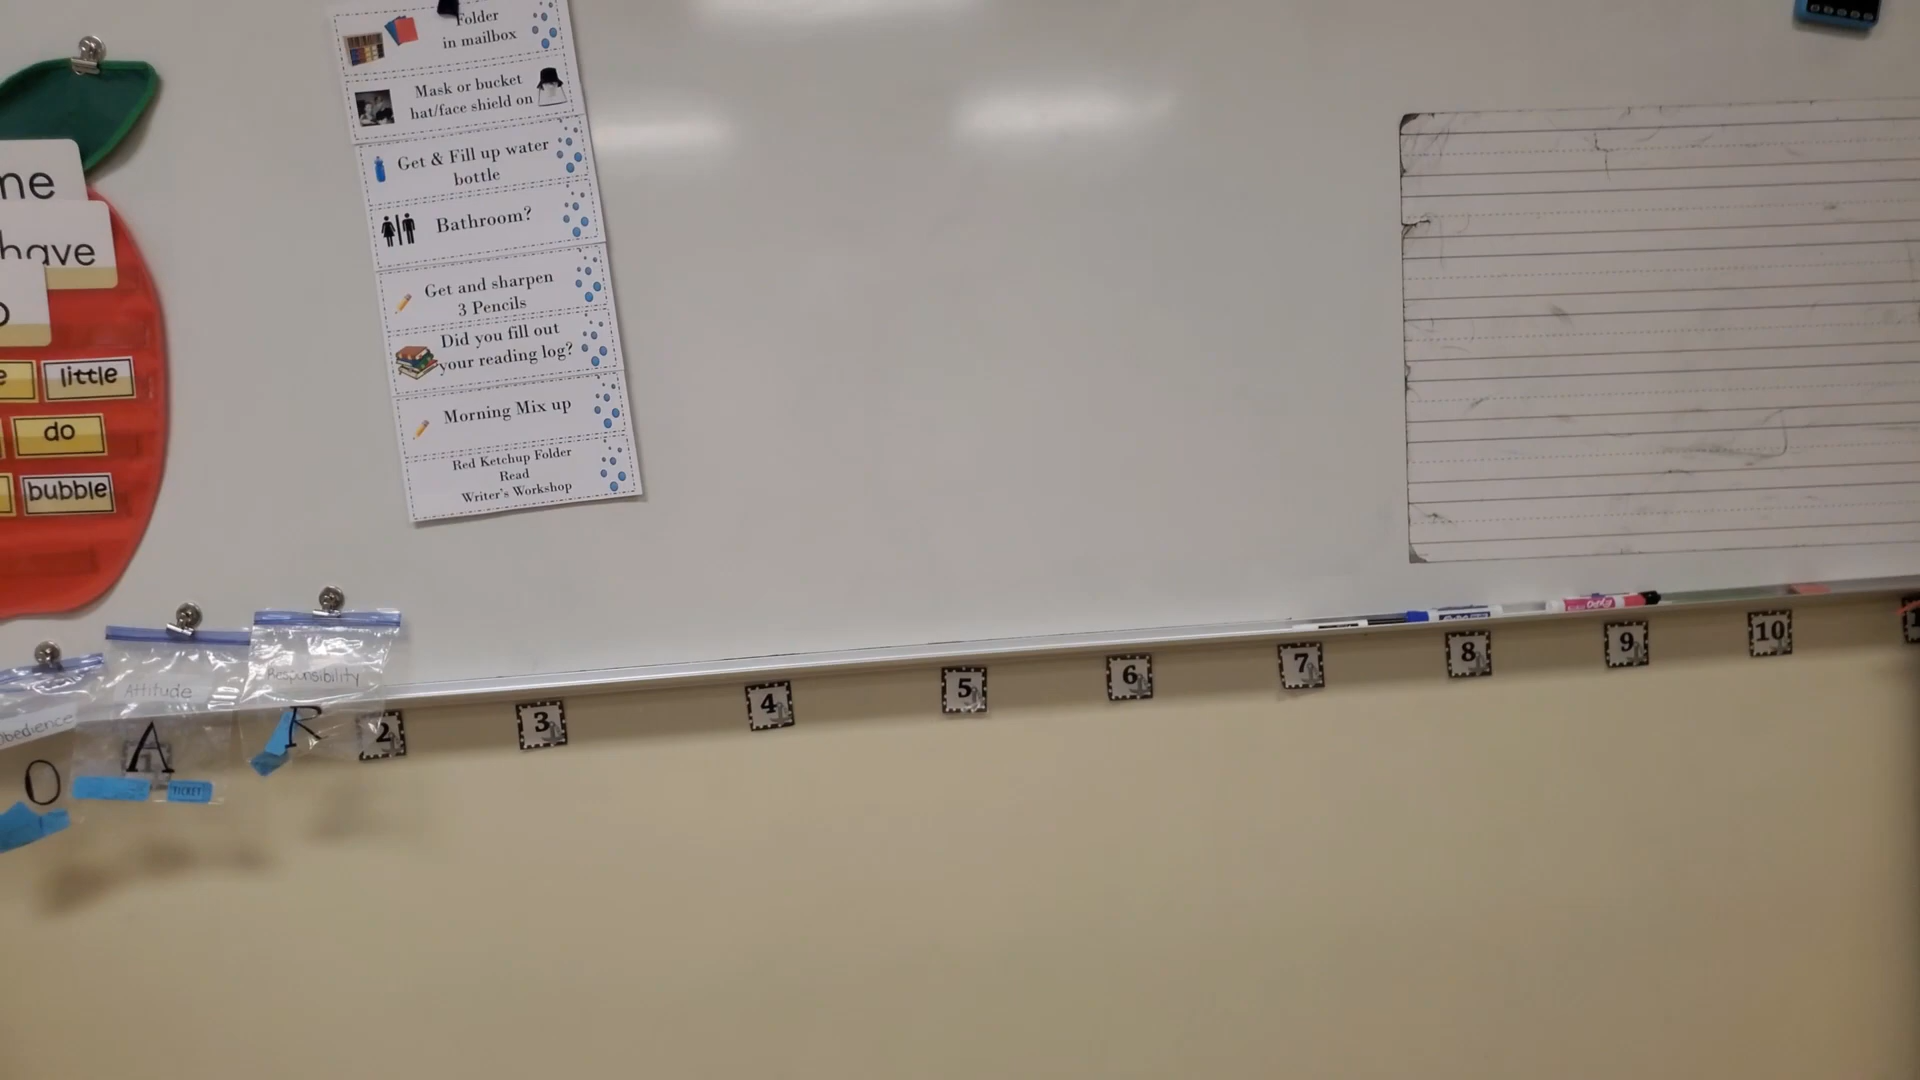 Folder
in mailbox
Mask or bucket
hat/face shield on
Get & Fill up water
bottle
Bathroom?
Get and sharpen
3 Pencils
Did you fill out
your reading log?
Morning Mix up
Red Ketchup Folder
Read
Writer's Workshop
me
have
little
do
bubble
Obedience
O
Attitude
A
TICKET
Responsibility
R
2
3
4
5
6
7
8
9
10